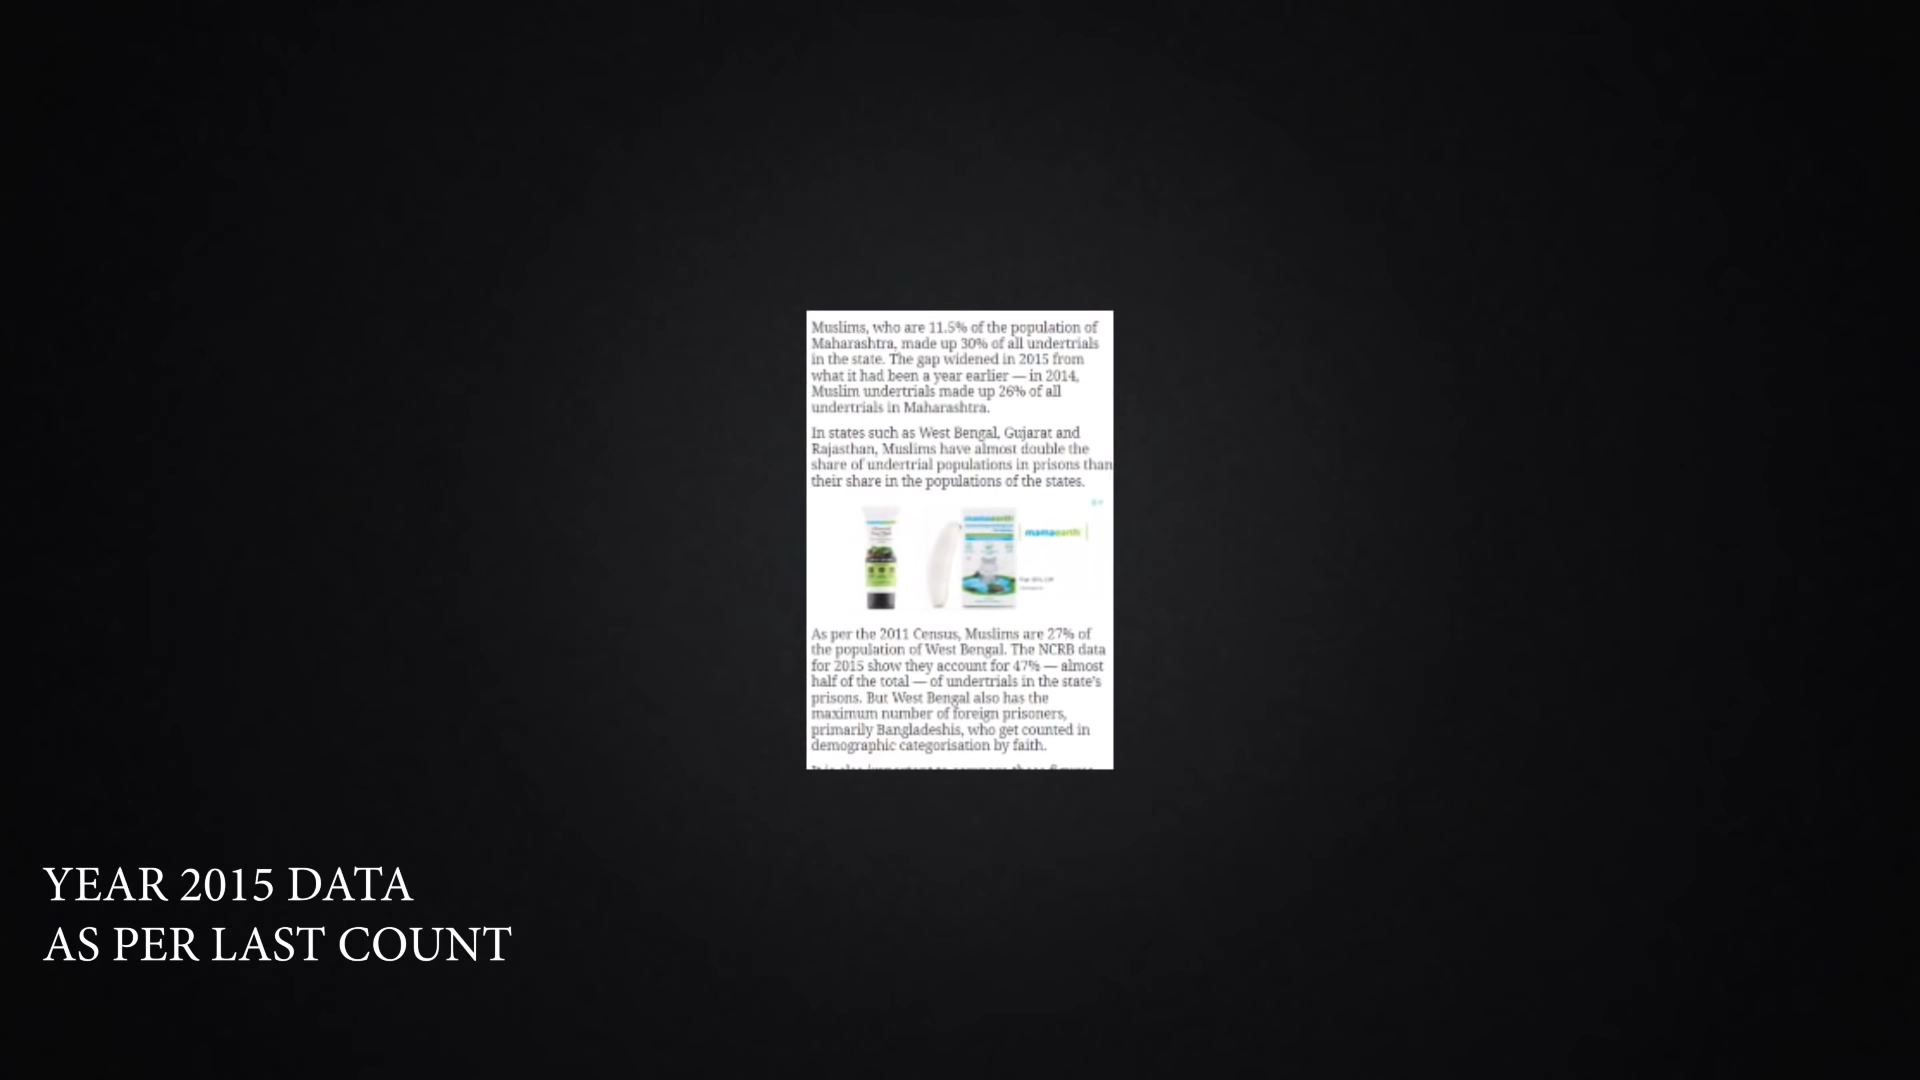 Muslims, who are 11.5% of the population of
Maharashtra, made up 30% of all undertrials
in the state. The gap widened in 2015 from
what it had been a year earlier — in 2014,
Muslim undertrials made up 26% of all
undertrials in Maharashtra.
In states such as West Bengal, Gujarat and
Rajasthan, Muslims have almost double the
share of undertrial populations in prisons than
their share in the populations of the states.
mamaearth
mamaearth
mamaearth
As per the 2011 Census, Muslims are 27% of
the population of West Bengal. The NCRB data
for 2015 show they account for 47% — almost
half of the total — of undertrials in the state's
prisons. But West Bengal also has the
maximum number of foreign prisoners,
primarily Bangladeshis, who get counted in
demographic categorisation by faith.
YEAR 2015 DATA
AS PER LAST COUNT